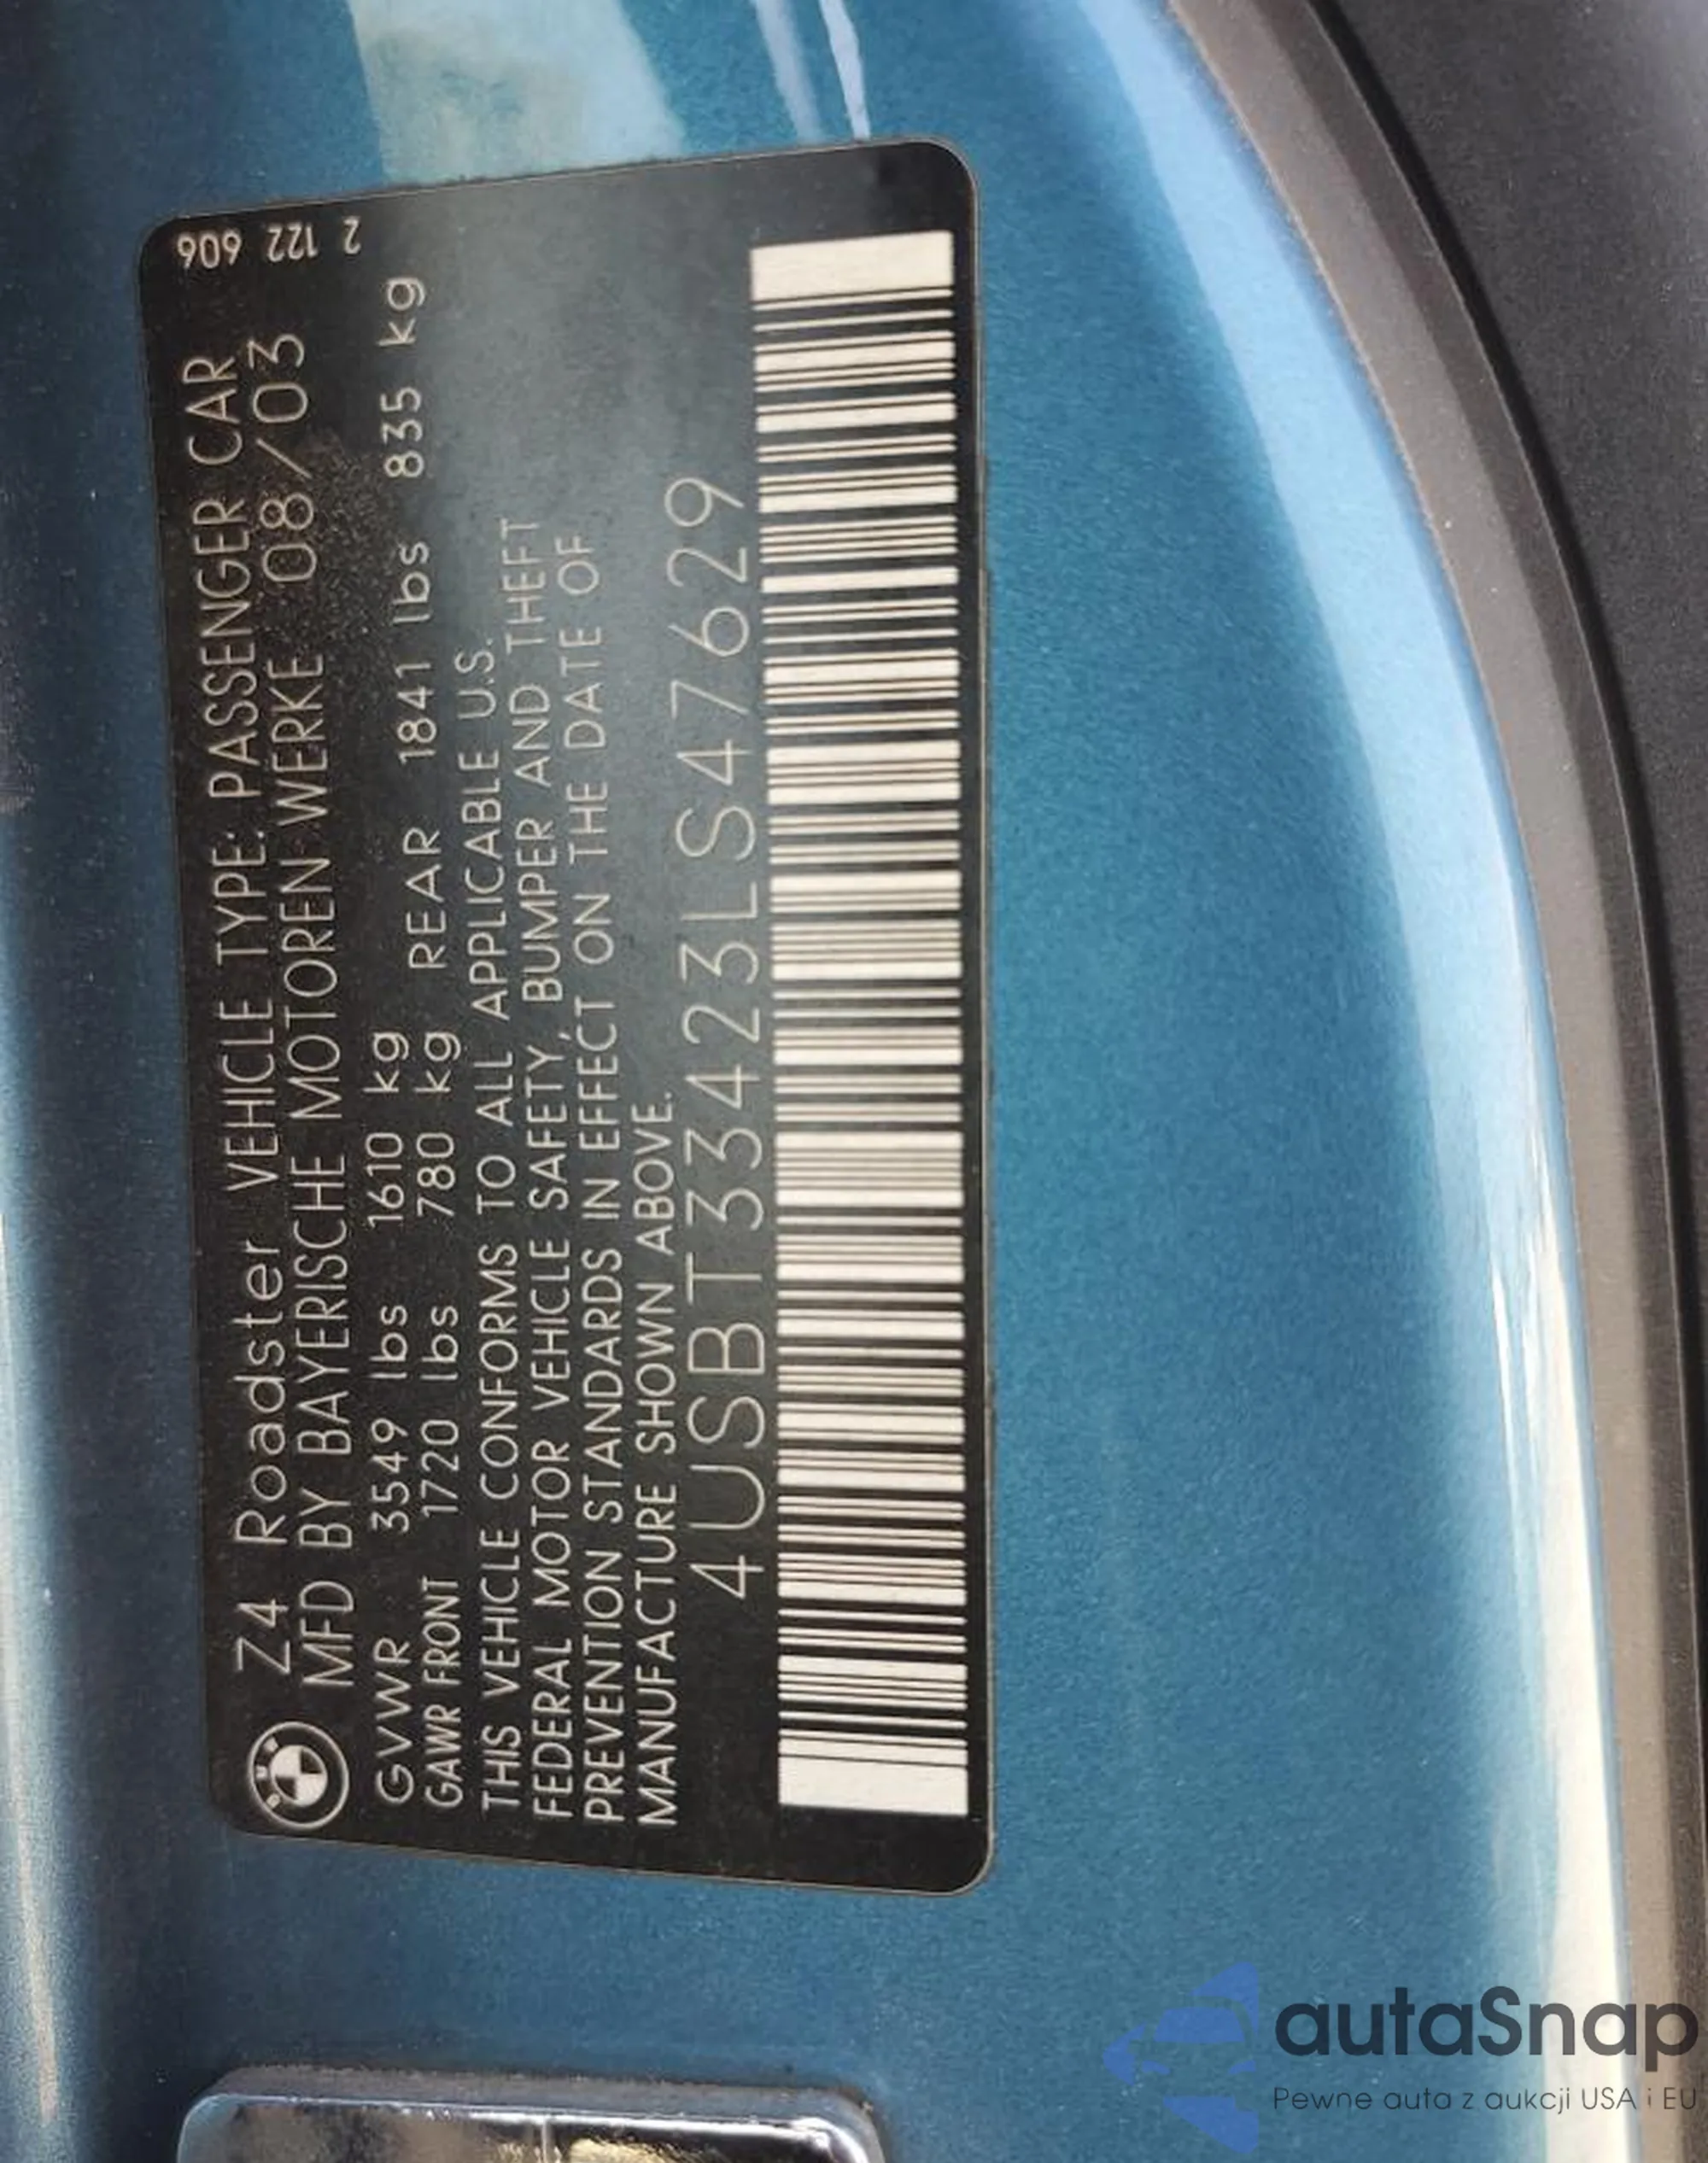 Z4 Roadster VEHICLE TYPE: PASSENGER CAR
MFD BY BAYERISCHE MOTOREN WERKE 08/03
GVWR 3549 lbs 1610 kg
GAWR FRONT 1720 lbs 780 kg REAR 1841 lbs 835 kg
THIS VEHICLE CONFORMS TO ALL APPLICABLE U.S.
FEDERAL MOTOR VEHICLE SAFETY, BUMPER AND THEFT
PREVENTION STANDARDS IN EFFECT ON THE DATE OF
MANUFACTURE SHOWN ABOVE.
4USBT33423LS47629
2 122 606
autaSnap
Pewne auta z aukcji USA i EU